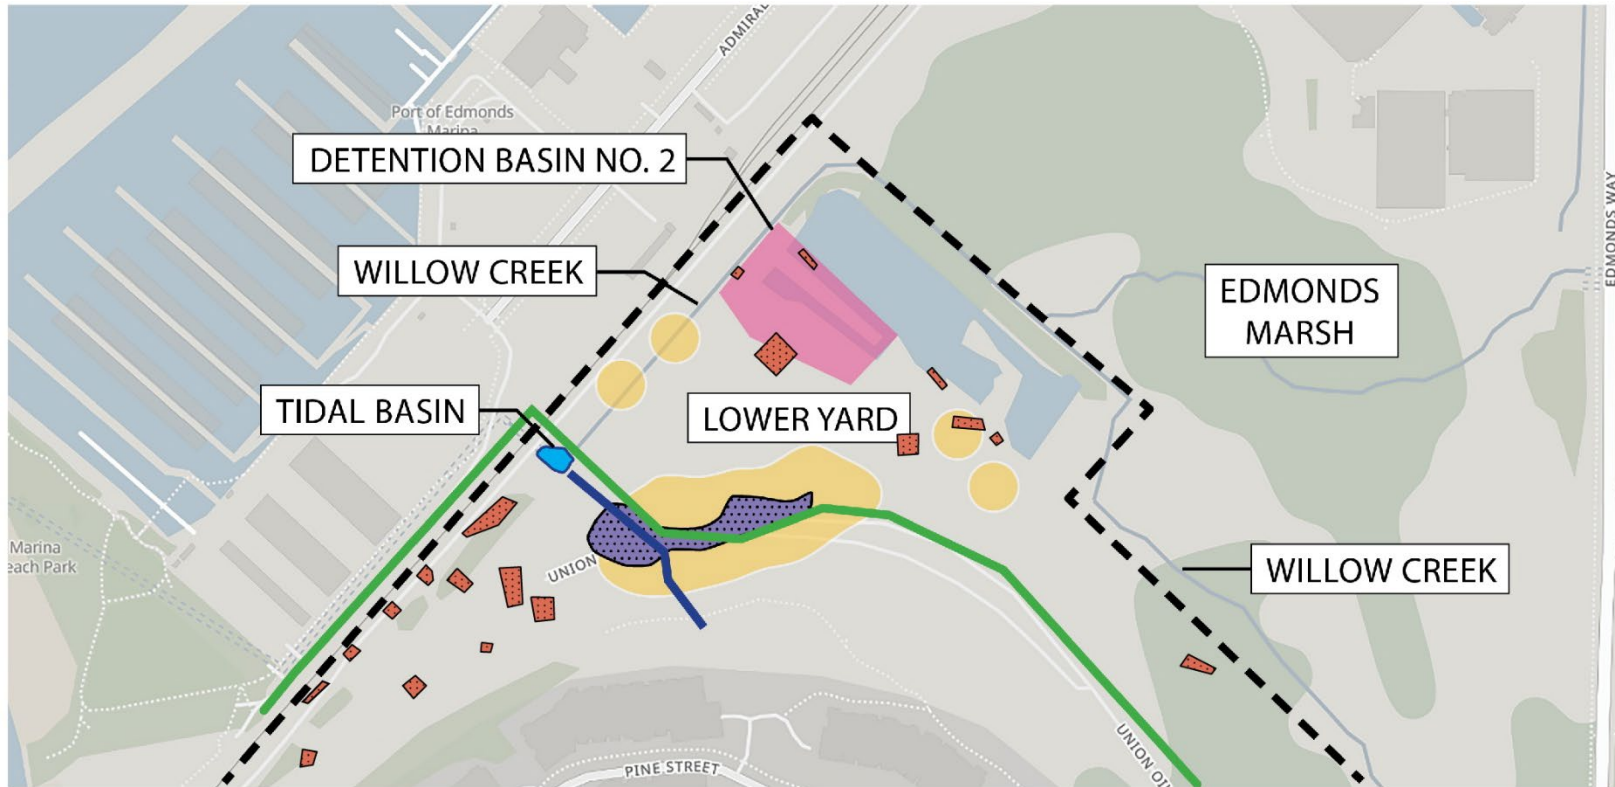 ADMIRAL
Port of Edmonds
Marina
DETENTION BASIN NO. 2
EDMONDS WAY
WILLOW CREEK
EDMONDS
MARSH
TIDAL BASIN
LOWER YARD
Marina
each Park
UNION
WILLOW CREEK
UNION OI
PINE STREET